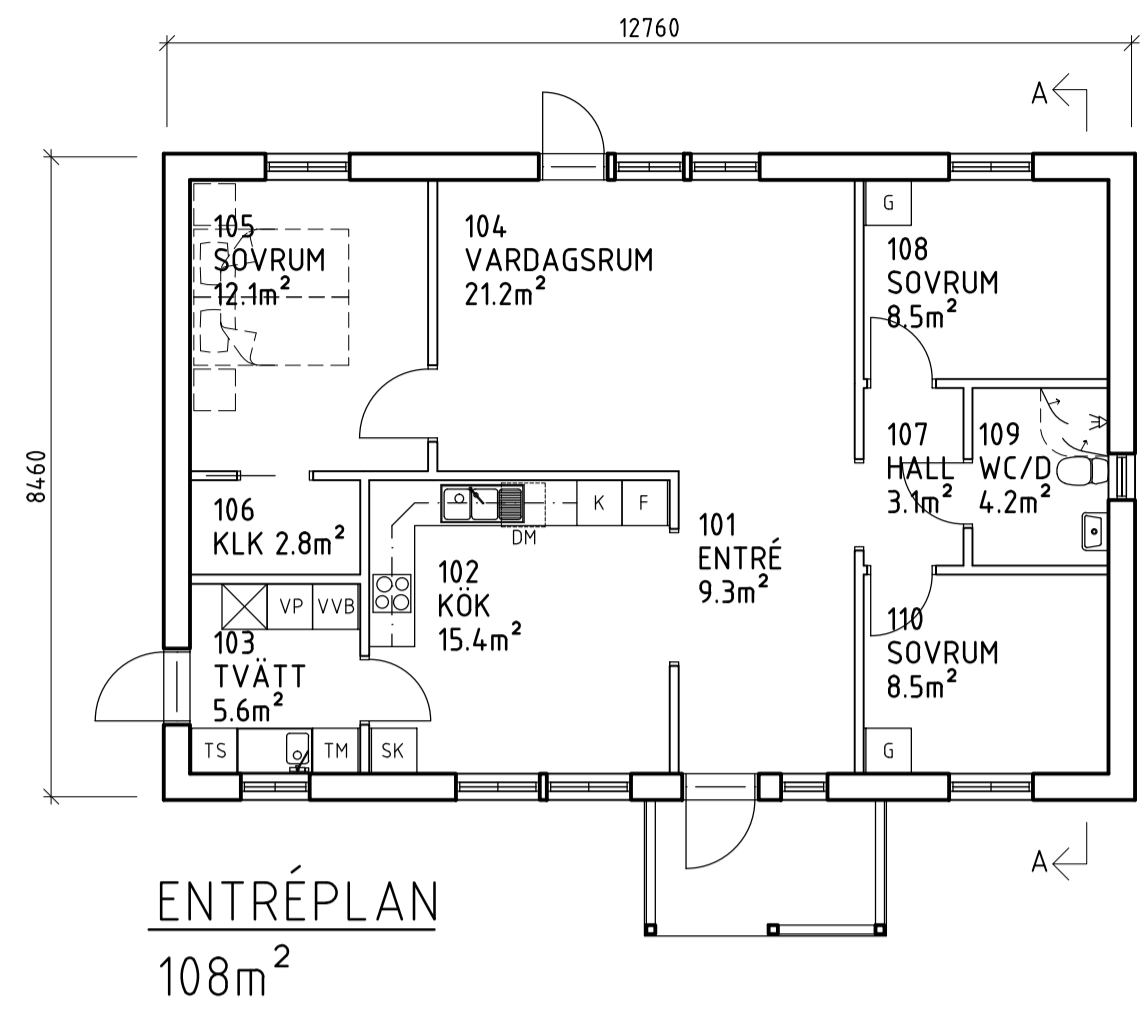 12760
A
8460
105
SOVRUM
12.1m²
104
VARDAGSRUM
21.2m²
G
108
SOVRUM
8.5m²
107
HALL
3.1m²
109
WC/D
4.2m²
106
KLK 2.8m²
K
F
DM
101
ENTRÉ
9.3m²
102
KÖK
15.4m²
VP
VVB
103
TVÄTT
5.6m²
110
SOVRUM
8.5m²
TS
TM
SK
G
A
ENTRÉPLAN
108m²